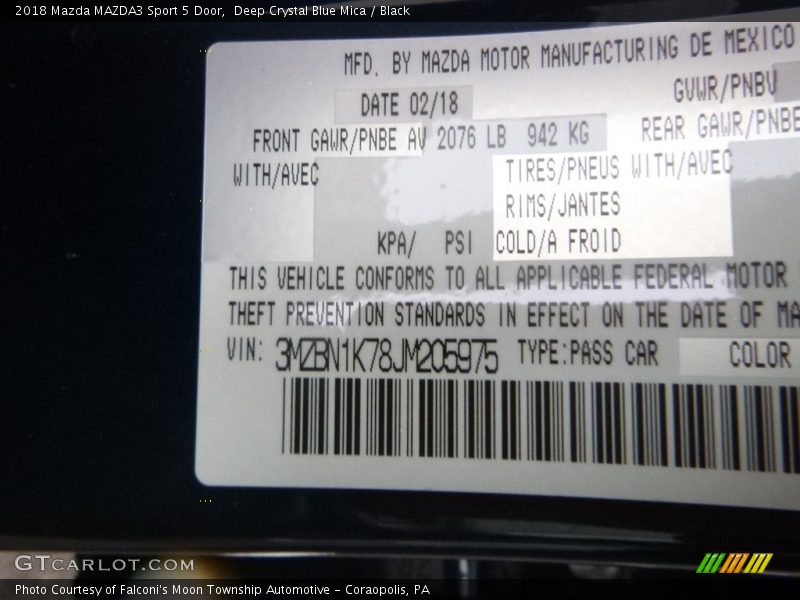 2018 Mazda MAZDA3 Sport 5 Door, Deep Crystal Blue Mica / Black
MFD. BY MAZDA MOTOR MANUFACTURING DE MEXICO
DATE 02/18 GVWR/PNBV
FRONT GAWR/PNBE AV 2076 LB 942 KG REAR GAWR/PNBE
WITH/AVEC TIRES/PNEUS WITH/AVEC
RIMS/JANTES
KPA/ PSI COLD/A FROID
THIS VEHICLE CONFORMS TO ALL APPLICABLE FEDERAL MOTOR
THEFT PREVENTION STANDARDS IN EFFECT ON THE DATE OF MA
VIN: 3MZBN1K78JM205975 TYPE:PASS CAR COLOR
GTCARLOT.COM
Photo Courtesy of Falconi's Moon Township Automotive - Coraopolis, PA